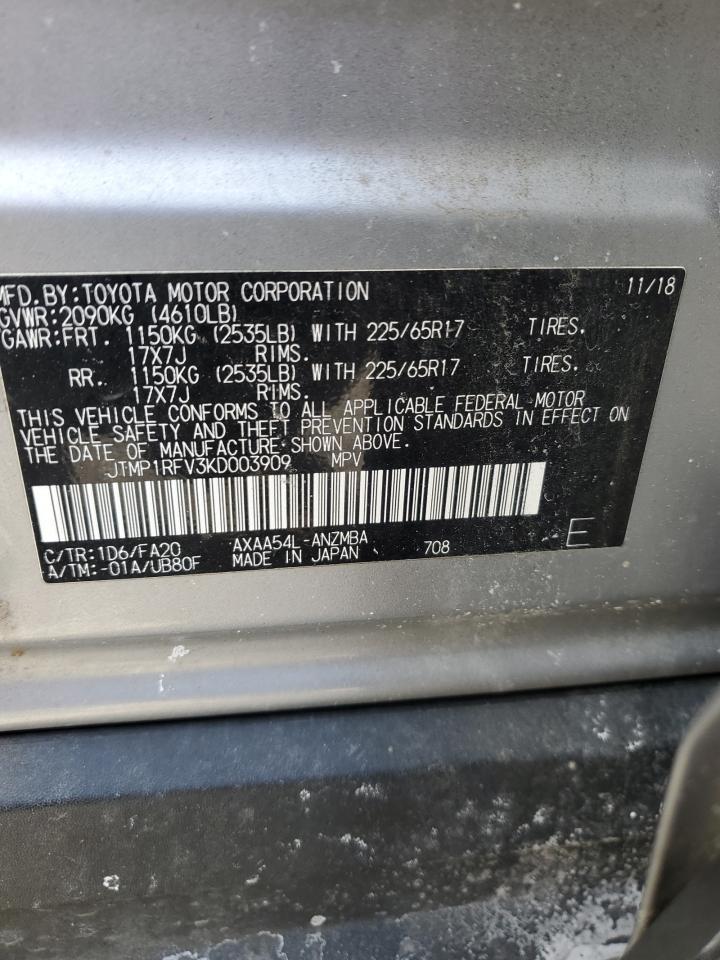 MFD.BY:TOYOTA MOTOR CORPORATION 11/18
GVWR:2090KG (4610LB)
GAWR:FRT. 1150KG (2535LB) WITH 225/65R17 TIRES.
17X7J RIMS.
RR. 1150KG (2535LB) WITH 225/65R17 TIRES.
17X7J RIMS.
THIS VEHICLE CONFORMS TO ALL APPLICABLE FEDERAL MOTOR
VEHICLE SAFETY AND THEFT PREVENTION STANDARDS IN EFFECT ON
THE DATE OF MANUFACTURE SHOWN ABOVE.
JTMP1RFV3KD003909 MPV
C/TR:1D6/FA20 AXAA54L-ANZMBA E
A/TM:-01A/UB80F MADE IN JAPAN 708